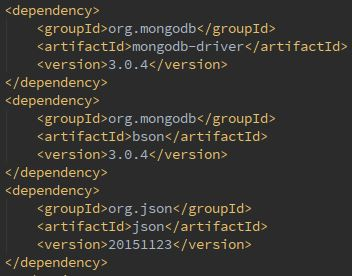 <dependency>
    <groupId>org.mongodb</groupId>
    <artifactId>mongodb-driver</artifactId>
    <version>3.0.4</version>
</dependency>
<dependency>
    <groupId>org.mongodb</groupId>
    <artifactId>bson</artifactId>
    <version>3.0.4</version>
</dependency>
<dependency>
    <groupId>org.json</groupId>
    <artifactId>json</artifactId>
    <version>20151123</version>
</dependency>